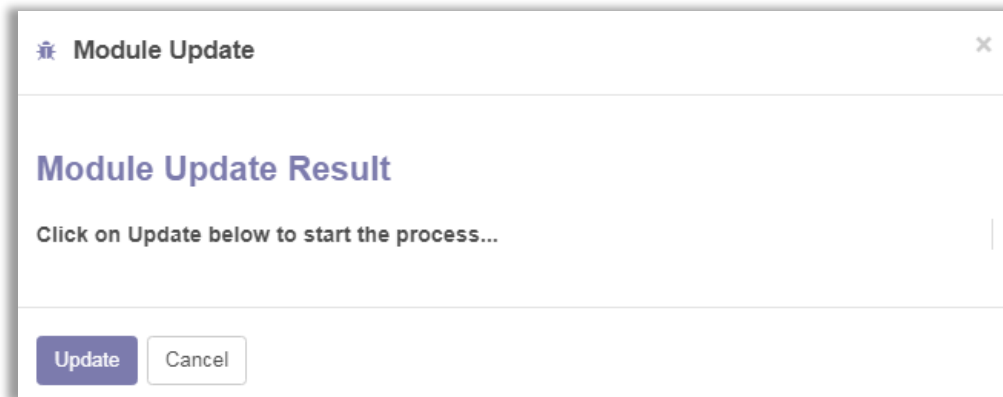 Module Update
×
Module Update Result
Click on Update below to start the process...
Update
Cancel